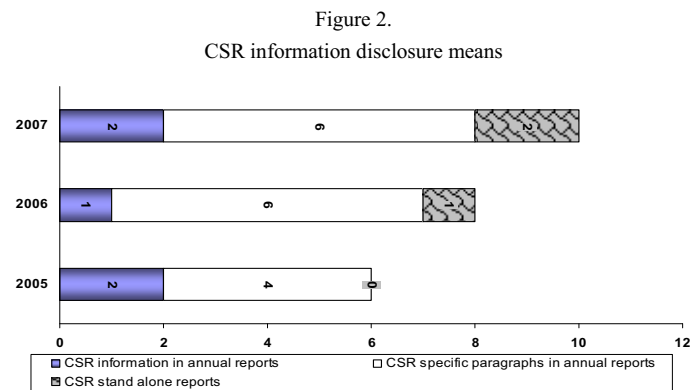 Figure 2.
CSR information disclosure means
2007
2 6 2
2006
1 6 1
2005
2 4 0
0 2 4 6 8 10 12
CSR information in annual reports CSR specific paragraphs in annual reports
CSR stand alone reports